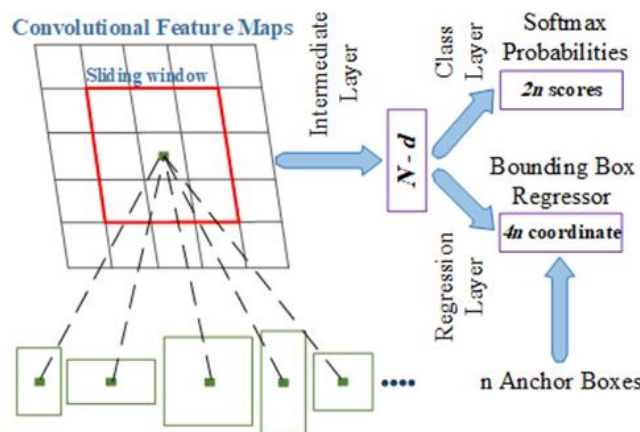 Convolutional Feature Maps
Sliding window
Intermediate
Layer
N - d
Class
Layer
Softmax
Probabilities
2n scores
Bounding Box
Regressor
4n coordinate
Regression
Layer
n Anchor Boxes